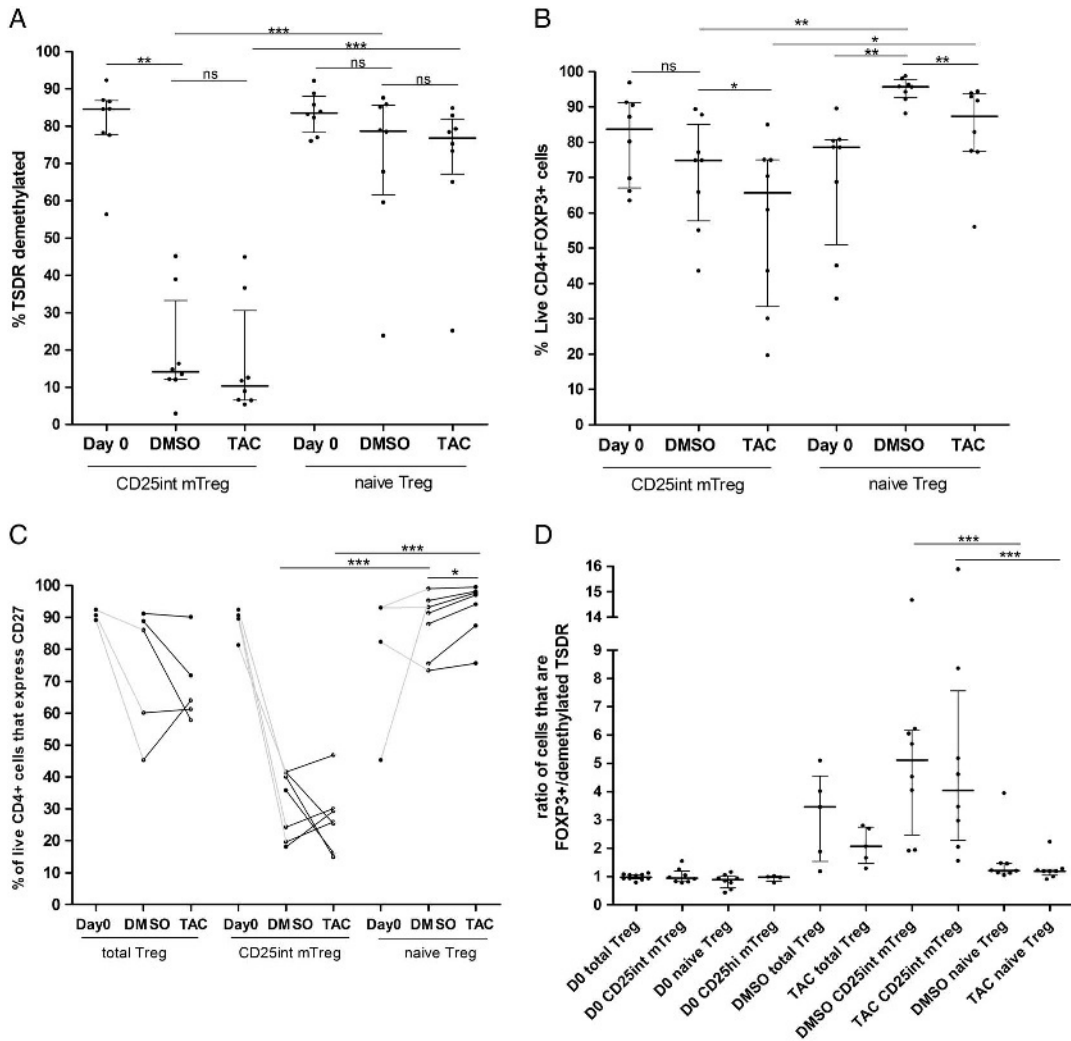 A
***
***
**
ns
ns
ns
% TSDR demethylated
100
90
80
70
60
50
40
30
20
10
0
Day 0 DMSO TAC Day 0 DMSO TAC
CD25int mTreg naive Treg
B
**
*
**
ns
**
*
% Live CD4+FOXP3+ cells
100
90
80
70
60
50
40
30
20
10
0
Day 0 DMSO TAC Day 0 DMSO TAC
CD25int mTreg naive Treg
C
***
***
*
% of live CD4+ cells that express CD27
100
90
80
70
60
50
40
30
20
10
0
Day0 DMSO TAC Day0 DMSO TAC Day0 DMSO TAC
total Treg CD25int mTreg naive Treg
D
***
***
ratio of cells that are
FOXP3+/demethylated TSDR
16
15
14
6
5
4
3
2
1
0
D0 total Treg
D0 CD25int mTreg
D0 naive Treg
D0 CD25hi mTreg
DMSO total Treg
TAC total Treg
DMSO CD25int mTreg
TAC CD25int mTreg
DMSO naive Treg
TAC naive Treg